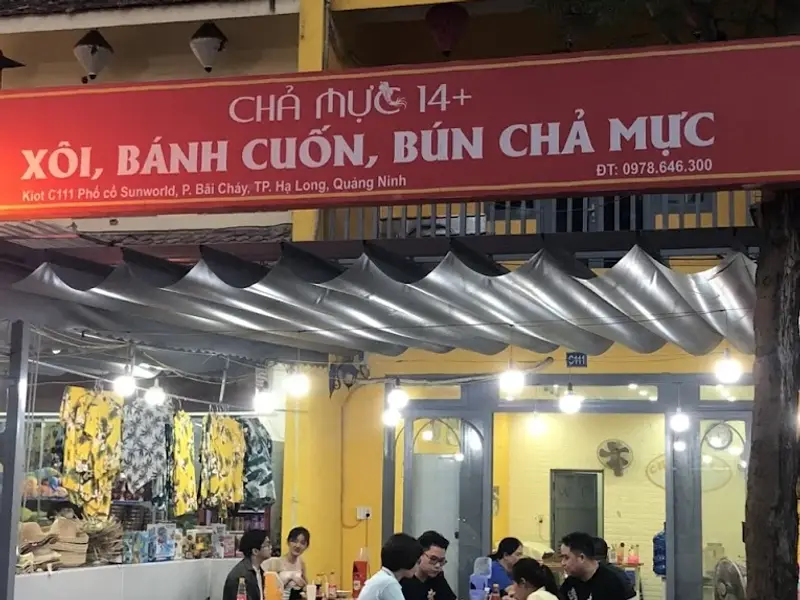 CHẢ MỰC 14+
XÔI, BÁNH CUỐN, BÚN CHẢ MỰC
Kiot C111 Phố cổ Sunworld, P. Bãi Cháy, TP. Hạ Long, Quảng Ninh
ĐT: 0978.646.300
C111